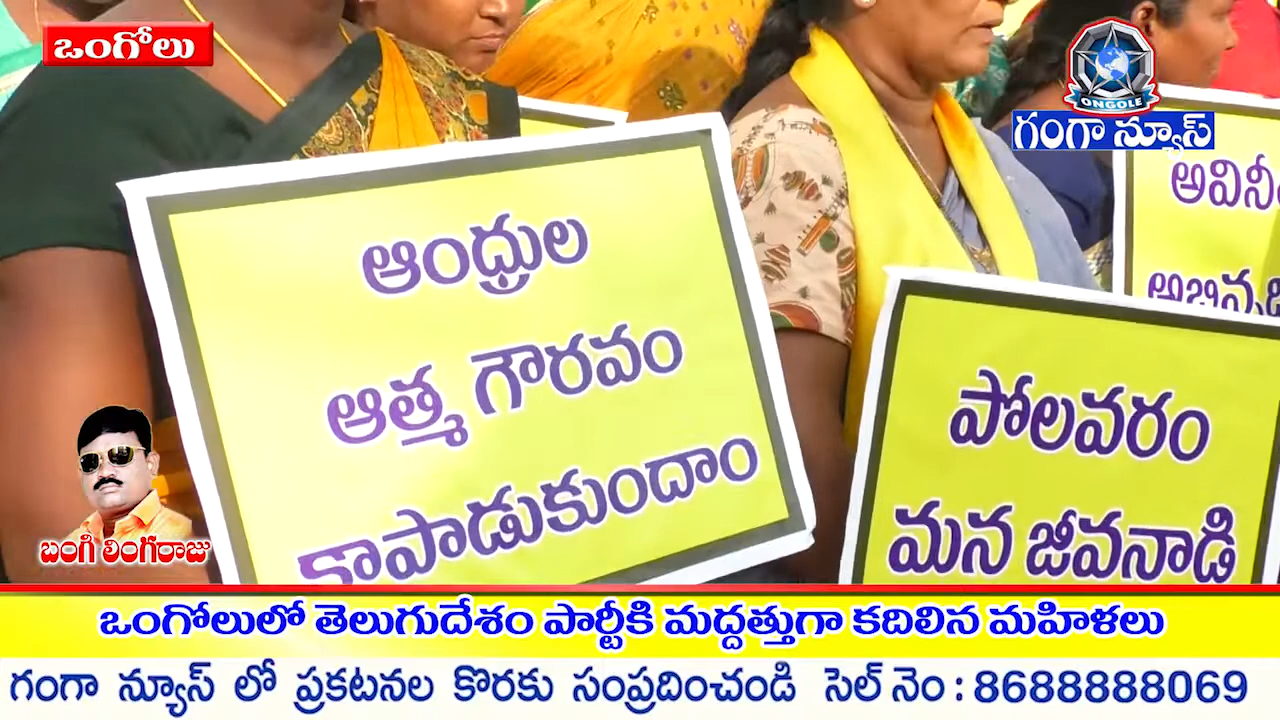 ఒంగోలు
ONGOLE
గంగా న్యూస్
ఆంధ్రుల
ఆత్మ గౌరవం
కాపాడుకుందాం
పోలవరం
మన జీవనాడి
బంగి లింగరాజు
ఒంగోలులో తెలుగుదేశం పార్టీకి మద్దత్తుగా కదిలిన మహిళలు
గంగా న్యూస్ లో ప్రకటనల కొరకు సంప్రదించండి సెల్ నెం : 8688888069